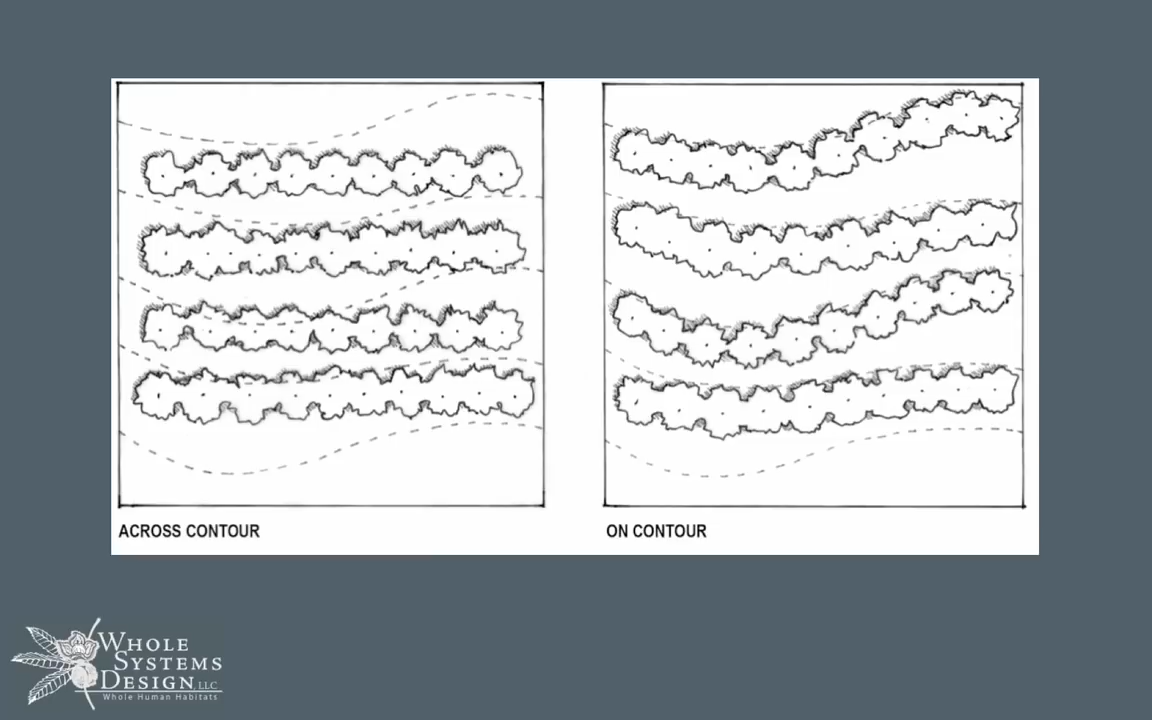 ACROSS CONTOUR
ON CONTOUR
WHOLE
SYSTEMS
DESIGN, LLC
Whole Human Habitats